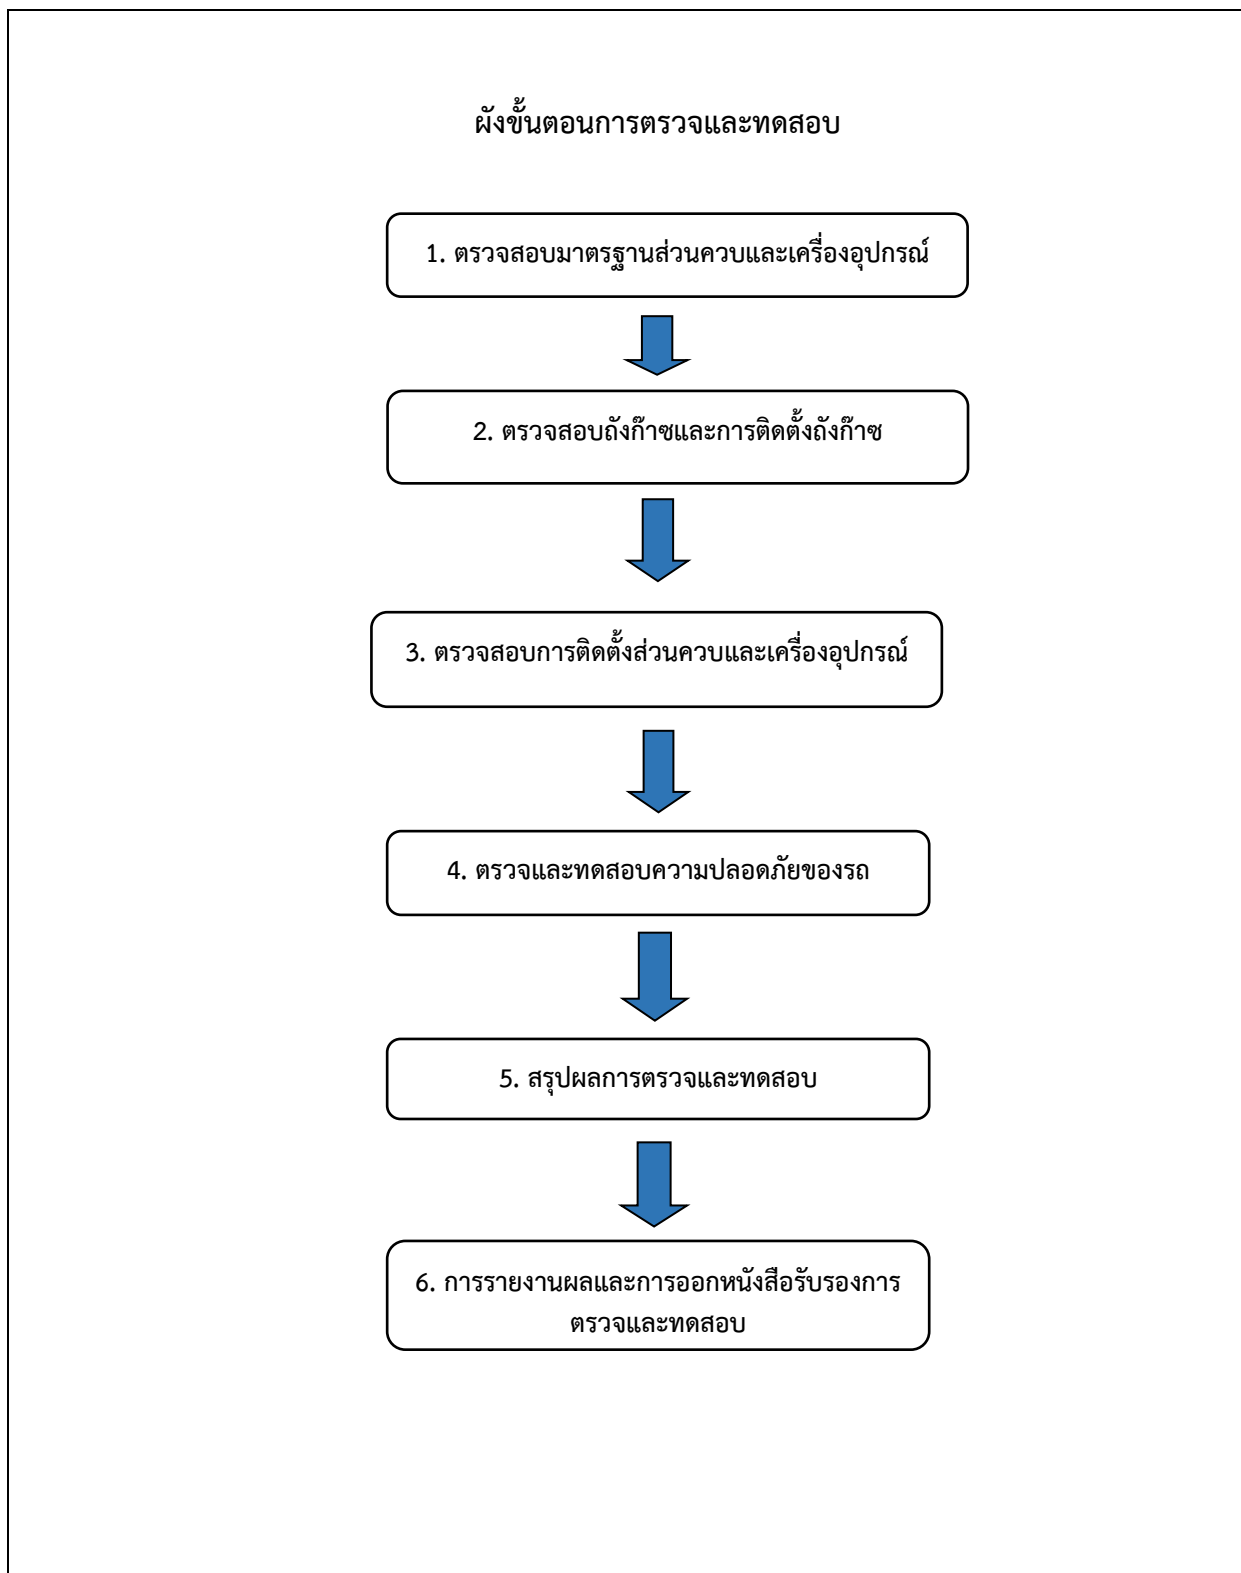 ผังขั้นตอนการตรวจและทดสอบ
1. ตรวจสอบมาตรฐานส่วนควบและเครื่องอุปกรณ์
2. ตรวจสอบถังก๊าซและการติดตั้งถังก๊าซ
3. ตรวจสอบการติดตั้งส่วนควบและเครื่องอุปกรณ์
4. ตรวจและทดสอบความปลอดภัยของรถ
5. สรุปผลการตรวจและทดสอบ
6. การรายงานผลและการออกหนังสือรับรองการ
ตรวจและทดสอบ